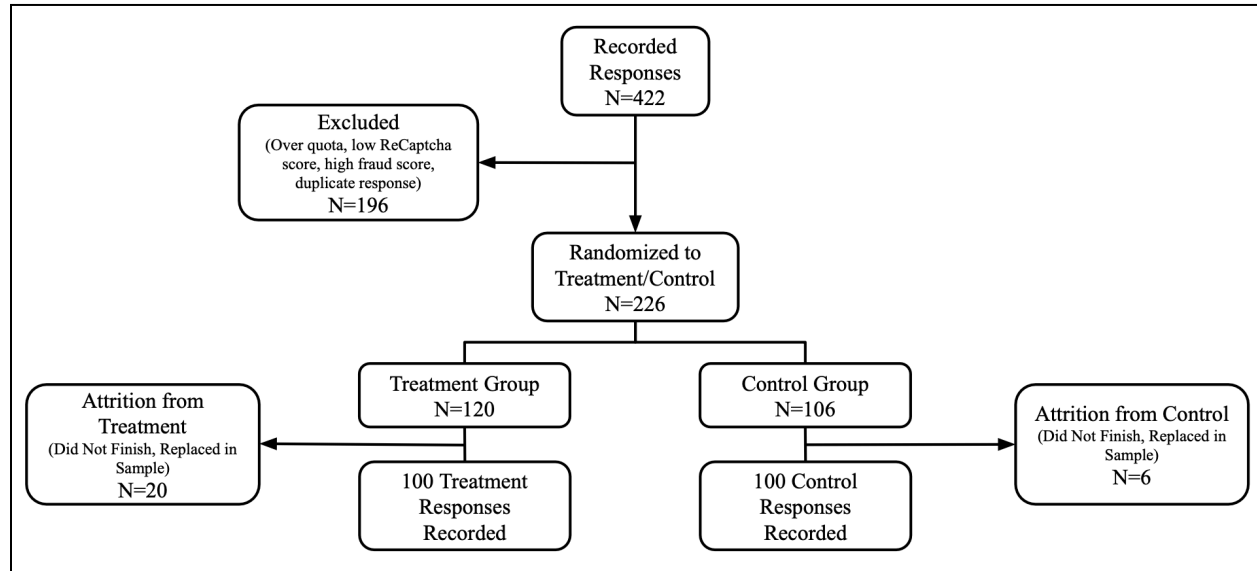 Recorded
Responses
N=422
Excluded
(Over quota, low ReCaptcha
score, high fraud score,
duplicate response)
N=196
Randomized to
Treatment/Control
N=226
Treatment Group
N=120
Control Group
N=106
Attrition from
Treatment
(Did Not Finish, Replaced in
Sample)
N=20
100 Treatment
Responses
Recorded
100 Control
Responses
Recorded
Attrition from Control
(Did Not Finish, Replaced in
Sample)
N=6